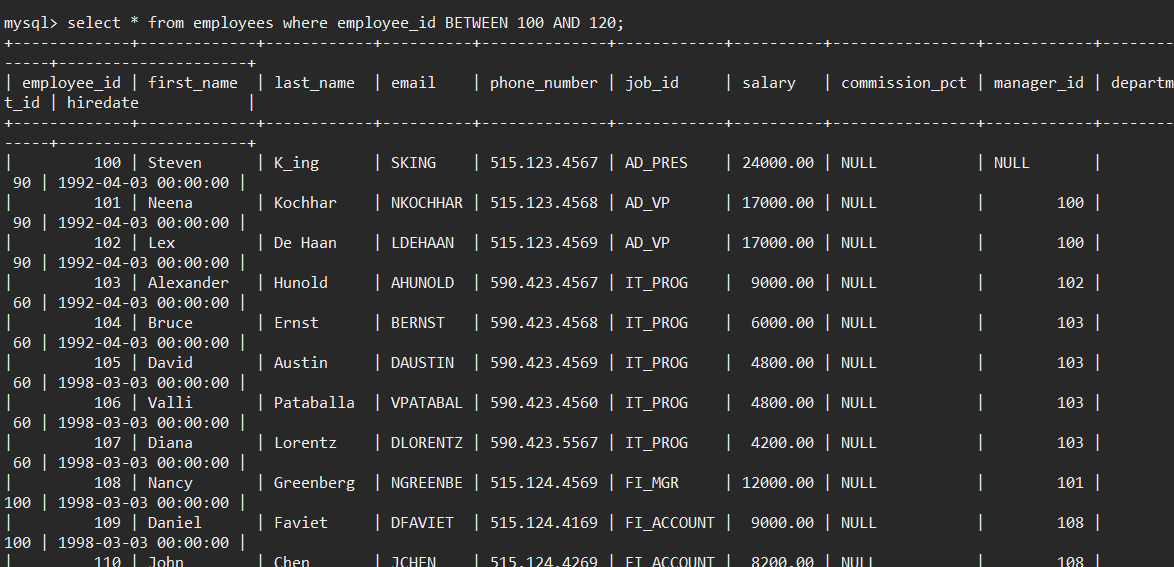 mysql> select * from employees where employee_id BETWEEN 100 AND 120;
+-------------+-------------+------------+----------+--------------+------------+----------+----------------+------------+--------
-----+---------------------+
| employee_id | first_name  | last_name  | email    | phone_number | job_id     | salary   | commission_pct | manager_id | departm
t_id | hiredate            |
+-------------+-------------+------------+----------+--------------+------------+----------+----------------+------------+--------
-----+---------------------+
|         100 | Steven      | K_ing      | SKING    | 515.123.4567 | AD_PRES    | 24000.00 | NULL           | NULL       |
 90 | 1992-04-03 00:00:00 |
|         101 | Neena       | Kochhar    | NKOCHHAR | 515.123.4568 | AD_VP      | 17000.00 | NULL           |        100 |
 90 | 1992-04-03 00:00:00 |
|         102 | Lex         | De Haan    | LDEHAAN  | 515.123.4569 | AD_VP      | 17000.00 | NULL           |        100 |
 90 | 1992-04-03 00:00:00 |
|         103 | Alexander   | Hunold     | AHUNOLD  | 590.423.4567 | IT_PROG    |  9000.00 | NULL           |        102 |
 60 | 1992-04-03 00:00:00 |
|         104 | Bruce       | Ernst      | BERNST   | 590.423.4568 | IT_PROG    |  6000.00 | NULL           |        103 |
 60 | 1992-04-03 00:00:00 |
|         105 | David       | Austin     | DAUSTIN  | 590.423.4569 | IT_PROG    |  4800.00 | NULL           |        103 |
 60 | 1998-03-03 00:00:00 |
|         106 | Valli       | Pataballa  | VPATABAL | 590.423.4560 | IT_PROG    |  4800.00 | NULL           |        103 |
 60 | 1998-03-03 00:00:00 |
|         107 | Diana       | Lorentz    | DLORENTZ | 590.423.5567 | IT_PROG    |  4200.00 | NULL           |        103 |
 60 | 1998-03-03 00:00:00 |
|         108 | Nancy       | Greenberg  | NGREENBE | 515.124.4569 | FI_MGR     | 12000.00 | NULL           |        101 |
100 | 1998-03-03 00:00:00 |
|         109 | Daniel      | Faviet     | DFAVIET  | 515.124.4169 | FI_ACCOUNT |  9000.00 | NULL           |        108 |
100 | 1998-03-03 00:00:00 |
|         110 | John        | Chen       | JCHEN    | 515.124.4269 | FI_ACCOUNT |  8200.00 | NULL           |        108 |